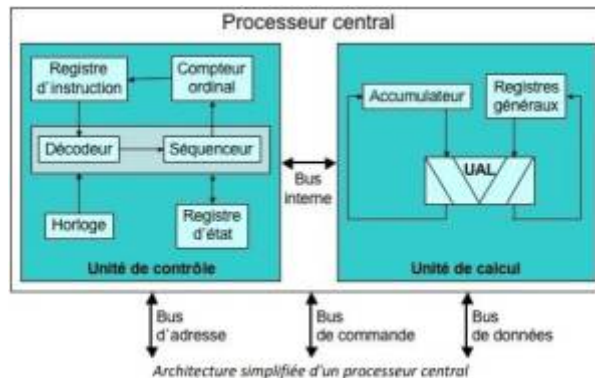 Processeur central
Registre
d'instruction
Compteur
ordinal
Décodeur
Séquenceur
Horloge
Registre
d'état
Unité de contrôle
Bus
interne
Accumulateur
Registres
généraux
UAL
Unité de calcul
Bus
d'adresse
Bus
de commande
Bus
de données
Architecture simplifiée d'un processeur central